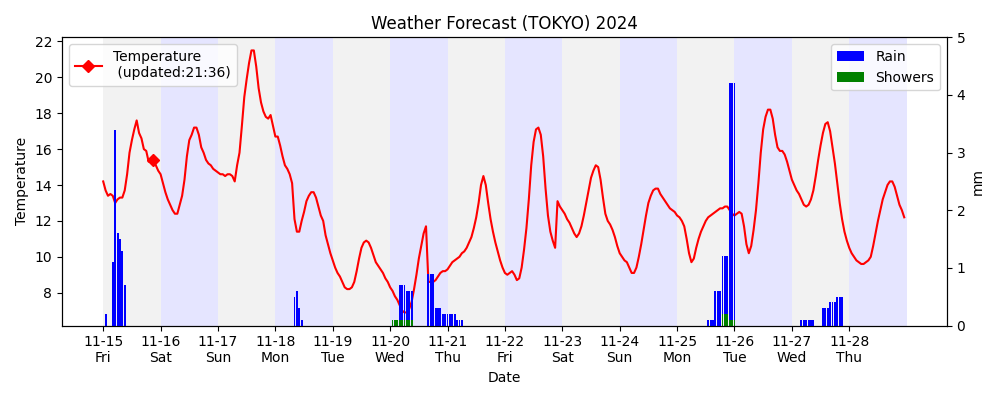 Weather Forecast (TOKYO) 2024
Temperature
(updated:21:36)
Rain
Showers
22
20
18
16
14
12
10
8
Temperature
5
4
3
2
1
0
mm
11-15 11-16 11-17 11-18 11-19 11-20 11-21 11-22 11-23 11-24 11-25 11-26 11-27 11-28
Fri Sat Sun Mon Tue Wed Thu Fri Sat Sun Mon Tue Wed Thu
Date